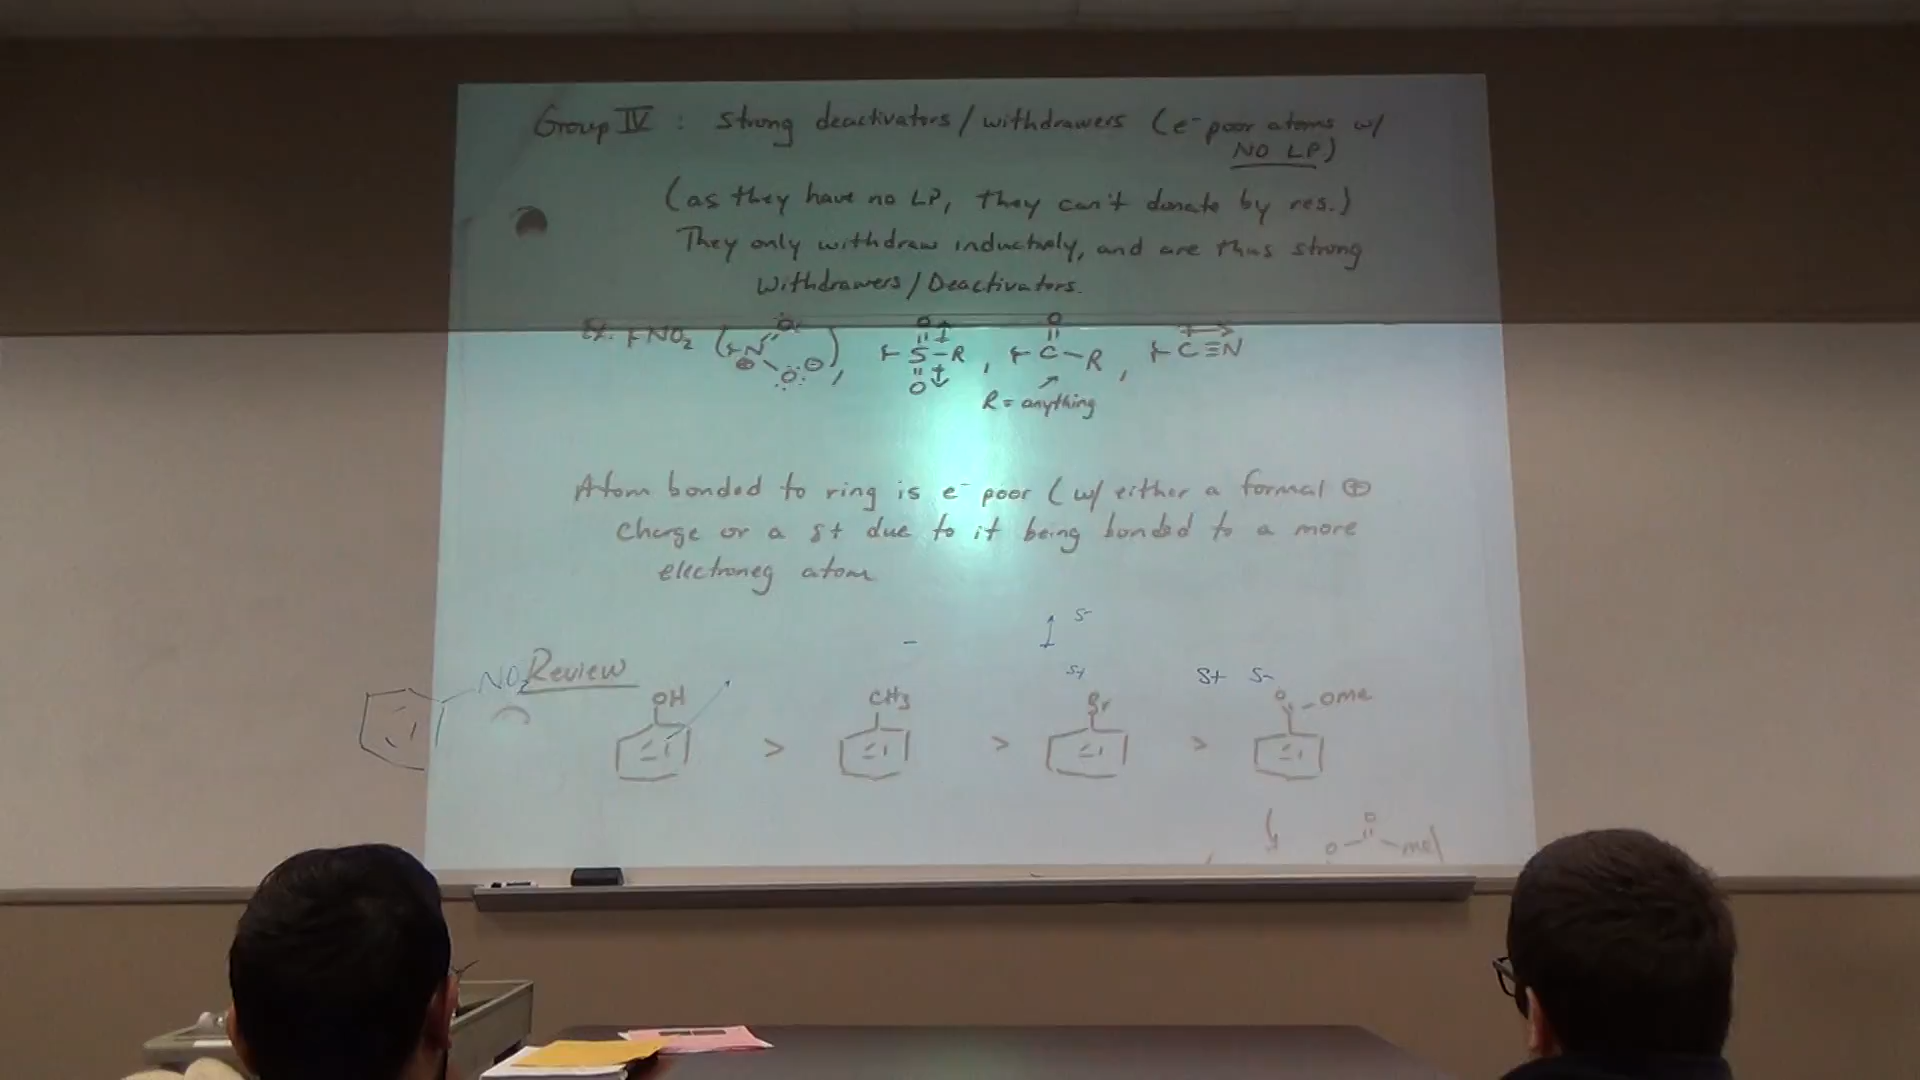 Group IV : Strong deactivators/withdrawers (e⁻ poor atoms w/
NO LP)
(as they have no LP, they can't donate by res.)
They only withdraw inductively, and are thus strong
Withdrawers/Deactivators.
Ex. NO₂ (N O ⊕ O ⊖), O S R O, O C R, C≡N
R = anything
Atom bonded to ring is e⁻ poor (w/ either a formal ⊕
charge or a δ+ due to it being bonded to a more
electroneg atom
δ-
NO₂ Review
δ+ δ+ δ-
OH CH₃ Br O OMe
> > >
O
O Me